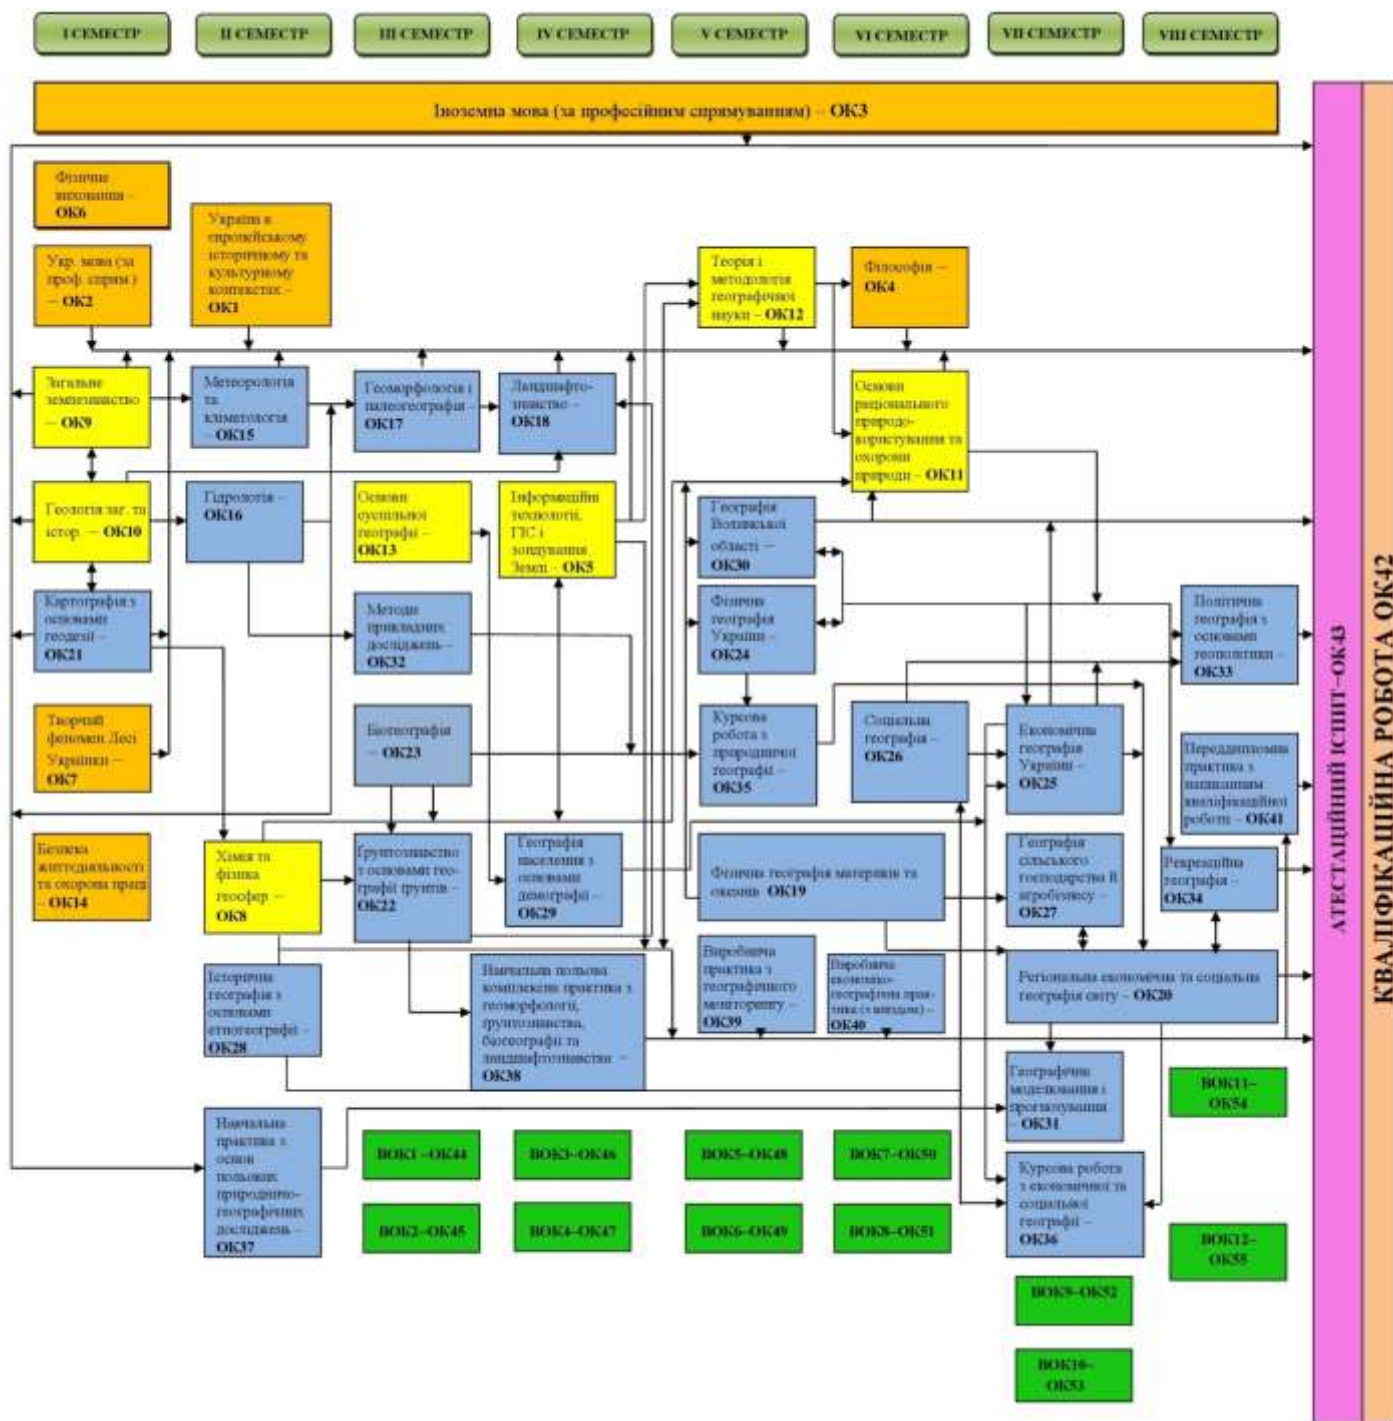 I СЕМЕСТР
II СЕМЕСТР
III СЕМЕСТР
IV СЕМЕСТР
V СЕМЕСТР
VI СЕМЕСТР
VII СЕМЕСТР
VIII СЕМЕСТР
Іноземна мова (за професійним спрямуванням) – ОК3
Фізичне
виховання –
ОК6
Укр. мова (за
проф. спрям.)
– ОК2
Україна в
європейському
історичному та
культурному
контекстах –
ОК1
Теорія і
методологія
географічної
науки – ОК12
Філософія –
ОК4
Загальне
землезнавство
– ОК9
Метеорологія
та
кліматологія
– ОК15
Геоморфологія і
палеогеографія –
ОК17
Ландшафто-
знавство –
ОК18
Основи
раціонального
природо-
користування та
охорони
природи – ОК11
Геологія заг. та
істор. – ОК10
Гідрологія –
ОК16
Основи
суспільної
географії –
ОК13
Інформаційні
технології,
ГІС і
зондування
Землі – ОК5
Географія
Волинської
області –
ОК30
Картографія з
основами
геодезії –
ОК21
Методи
прикладних
досліджень –
ОК32
Фізична
географія
України –
ОК24
Політична
географія з
основами
геополітики –
ОК33
Творчий
феномен Лесі
Українки –
ОК7
Біогеографія
– ОК23
Курсова
робота з
природничої
географії –
ОК35
Соціальна
географія –
ОК26
Економічна
географія
України –
ОК25
Переддипломна
практика з
написанням
кваліфікаційної
роботи – ОК41
Безпека
життєдіяльності
та охорона праці
– ОК14
Хімія та
фізика
геосфер –
ОК8
Ґрунтознавство
з основами гео-
графії ґрунтів –
ОК22
Географія
населення з
основами
демографії –
ОК29
Фізична географія материків та
океанів ОК19
Географія
сільського
господарства й
агробізнесу –
ОК27
Рекреаційна
географія –
ОК34
Історична
географія з
основами
етногеографії –
ОК28
Навчальна польова
комплексна практика з
геоморфології,
ґрунтознавства,
біогеографії та
ландшафтознавства –
ОК38
Виробнича
практика з
географічного
моніторингу –
ОК39
Виробнича
економіко-
географічна прак-
тика (з виїздом) –
ОК40
Регіональна економічна та соціальна
географія світу – ОК20
Географічне
моделювання і
прогнозування
– ОК31
Навчальна
практика з
основ
польових
природничо-
географічних
досліджень –
ОК37
Курсова робота
з економічної та
соціальної
географії –
ОК36
ВОК1 –ОК44
ВОК3–ОК46
ВОК5–ОК48
ВОК7–ОК50
ВОК11–
ОК54
ВОК2–ОК45
ВОК4–ОК47
ВОК6–ОК49
ВОК8–ОК51
ВОК12–
ОК55
ВОК9–ОК52
ВОК10–
ОК53
АТЕСТАЦІЙНИЙ ІСПИТ–ОК43
КВАЛІФІКАЦІЙНА РОБОТА ОК42